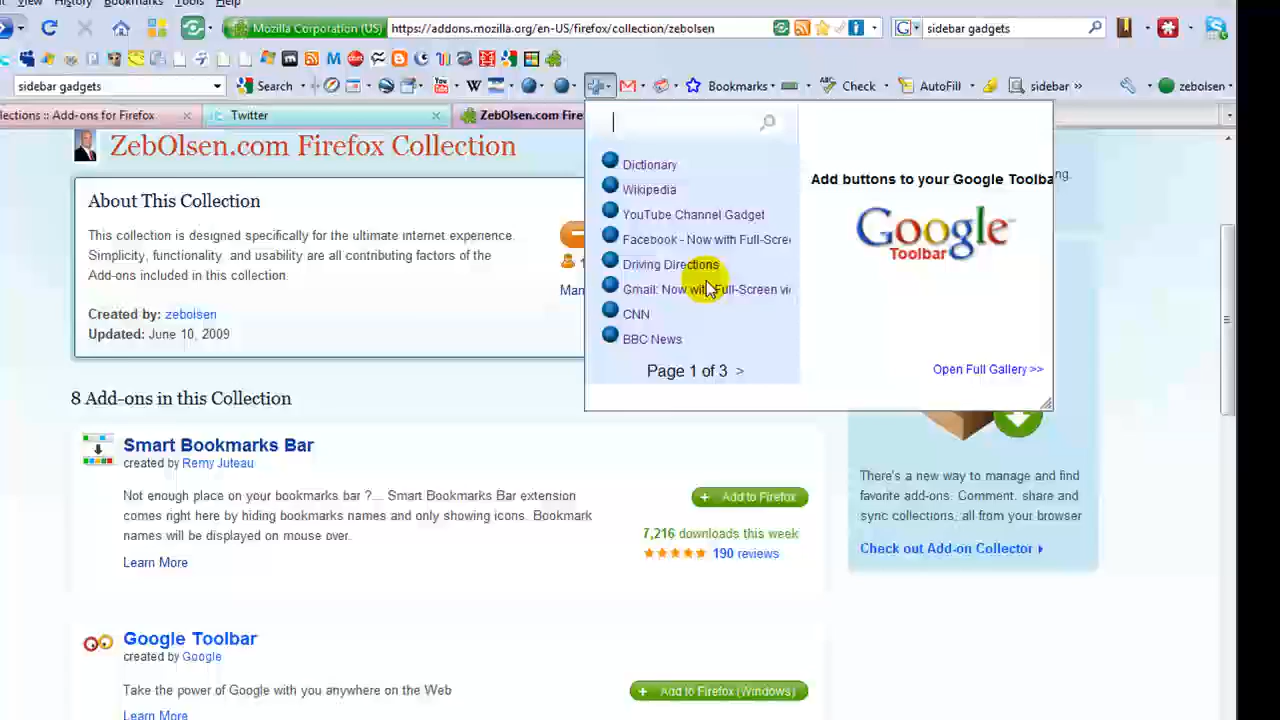 View History Bookmarks Tools Help
Mozilla Corporation (US) https://addons.mozilla.org/en-US/firefox/collection/zebolsen sidebar gadgets
sidebar gadgets Search Bookmarks Check AutoFill sidebar » zebolsen
lections :: Add-ons for Firefox Twitter ZebOlsen.com Fire
ZebOlsen.com Firefox Collection
About This Collection
This collection is designed specifically for the ultimate internet experience.
Simplicity, functionality and usability are all contributing factors of the
Add-ons included in this collection.
Created by: zebolsen
Updated: June 10, 2009
Man
Dictionary
Wikipedia
YouTube Channel Gadget
Facebook - Now with Full-Scree
Driving Directions
Gmail: Now with Full-Screen vi
CNN
BBC News
Page 1 of 3 >
Add buttons to your Google Toolba
ng.
Google
Toolbar
Open Full Gallery >>
8 Add-ons in this Collection
Smart Bookmarks Bar
created by Remy Juteau
Not enough place on your bookmarks bar ?... Smart Bookmarks Bar extension
comes right here by hiding bookmarks names and only showing icons. Bookmark
names will be displayed on mouse over.
Learn More
+ Add to Firefox
7,216 downloads this week
190 reviews
There's a new way to manage and find
favorite add-ons. Comment, share and
sync collections, all from your browser
Check out Add-on Collector
Google Toolbar
created by Google
Take the power of Google with you anywhere on the Web
+ Add to Firefox (Windows)
Learn More